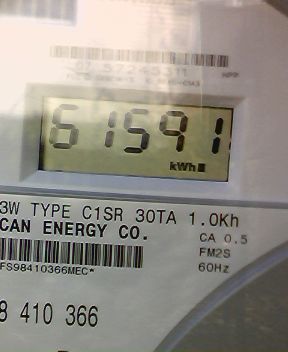 61591
kWh
3W TYPE C1SR 30TA 1.0Kh
CAN ENERGY CO.
CA 0.5
FM2S
60Hz
FS98410366MEC*
8 410 366